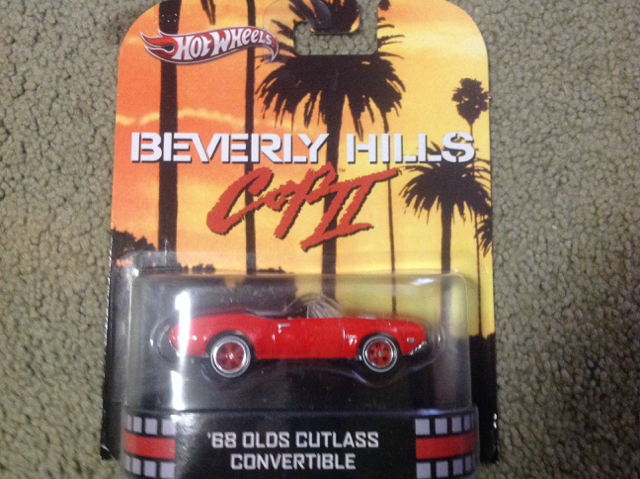 HOT WHEELS
BEVERLY HILLS
Cop II
'68 OLDS CUTLASS
CONVERTIBLE